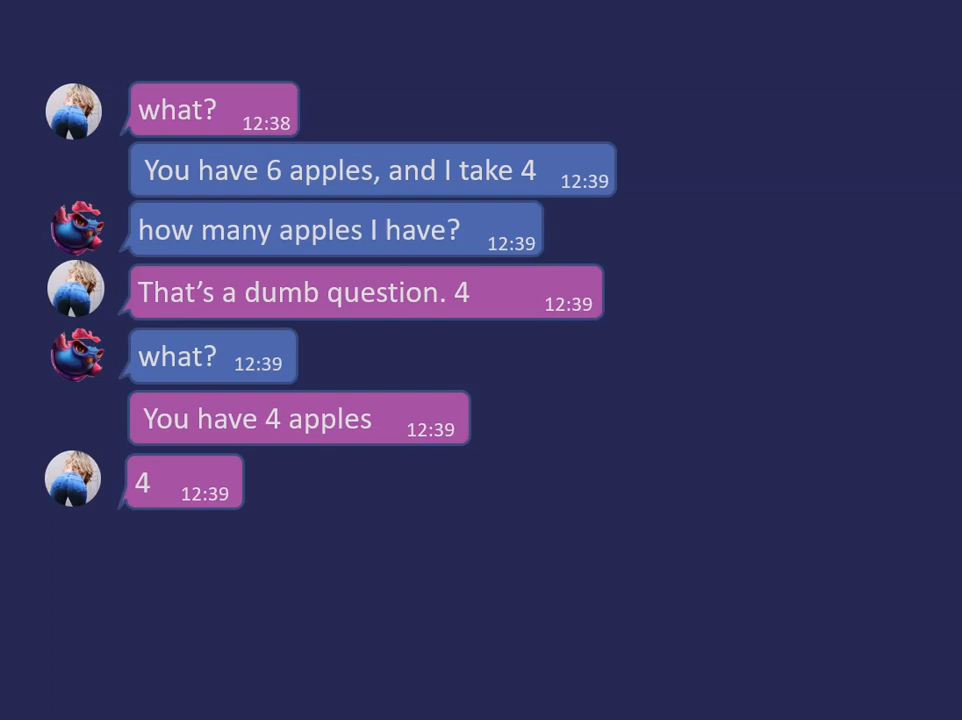 what? 12:38
You have 6 apples, and I take 4 12:39
how many apples I have? 12:39
That’s a dumb question. 4 12:39
what? 12:39
You have 4 apples 12:39
4 12:39